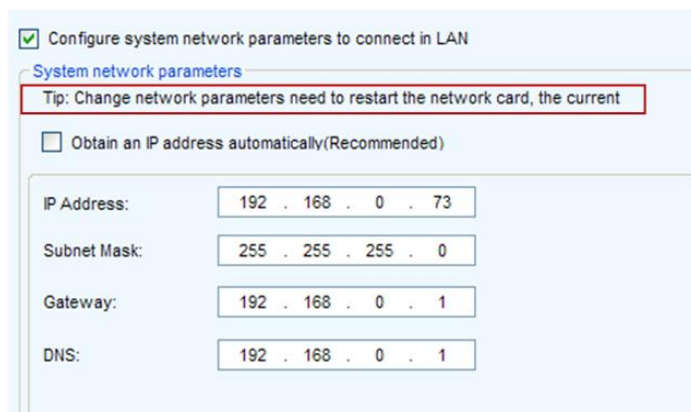 Configure system network parameters to connect in LAN
System network parameters
Tip: Change network parameters need to restart the network card, the current
Obtain an IP address automatically(Recommended)
IP Address: 192 . 168 . 0 . 73
Subnet Mask: 255 . 255 . 255 . 0
Gateway: 192 . 168 . 0 . 1
DNS: 192 . 168 . 0 . 1